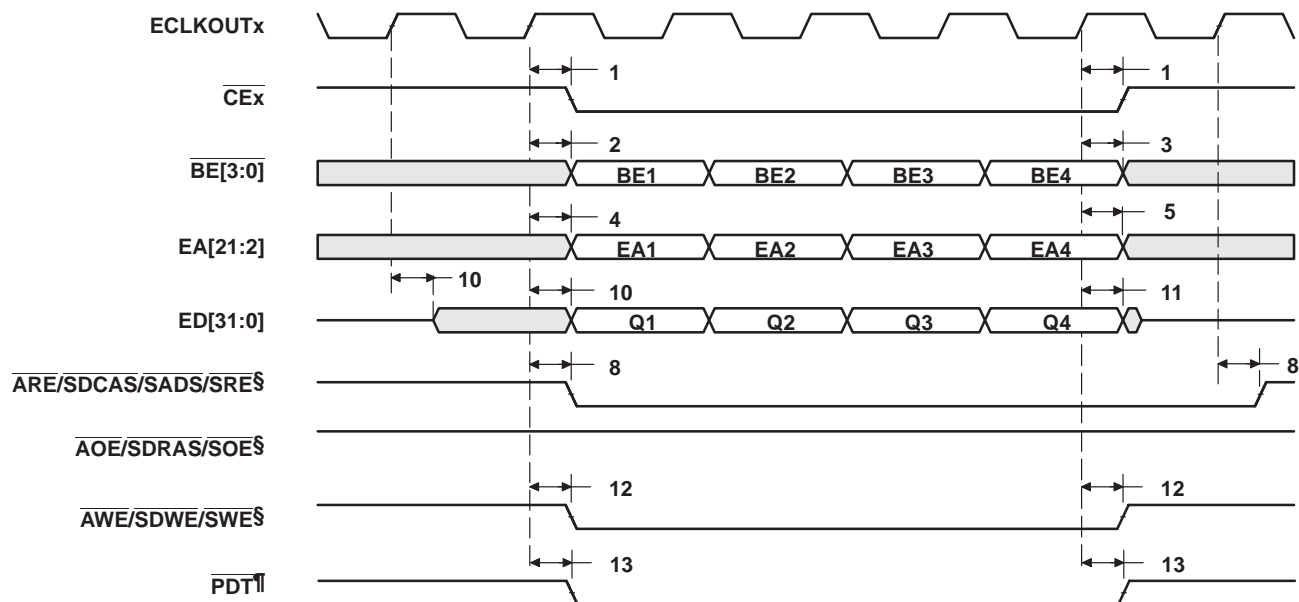 ECLKOUTx
1 1
CEx
2 3
BE[3:0] BE1 BE2 BE3 BE4
4 5
EA[21:2] EA1 EA2 EA3 EA4
10 10 11
ED[31:0] Q1 Q2 Q3 Q4
8 8
ARE/SDCAS/SADS/SRE§
AOE/SDRAS/SOE§
12 12
AWE/SDWE/SWE§
13 13
PDT¶